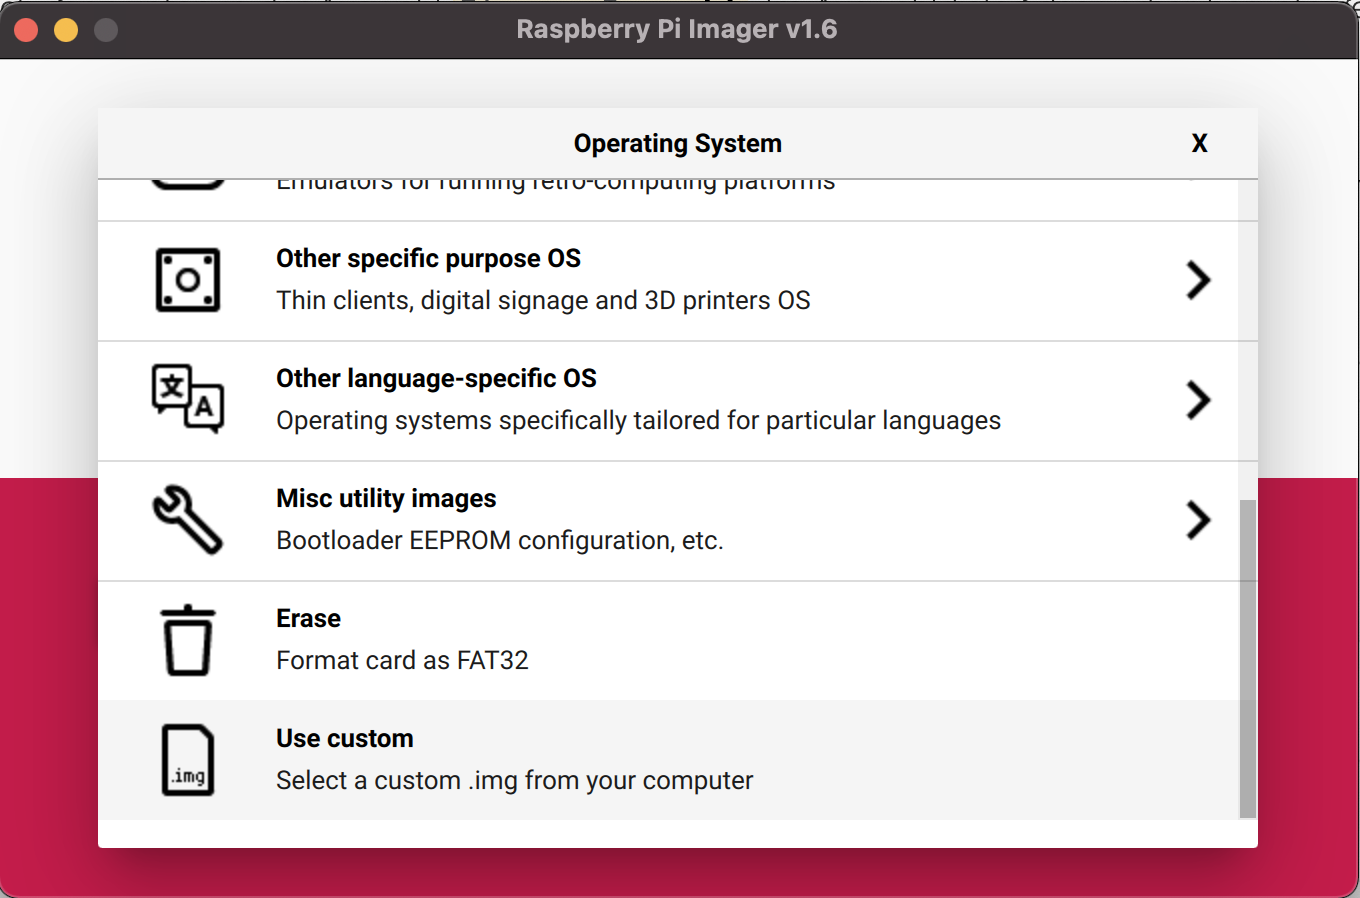 Raspberry Pi Imager v1.6
Operating System X
Emulators for running retro-computing platforms
Other specific purpose OS
Thin clients, digital signage and 3D printers OS
文
A
Other language-specific OS
Operating systems specifically tailored for particular languages
Misc utility images
Bootloader EEPROM configuration, etc.
Erase
Format card as FAT32
.img
Use custom
Select a custom .img from your computer